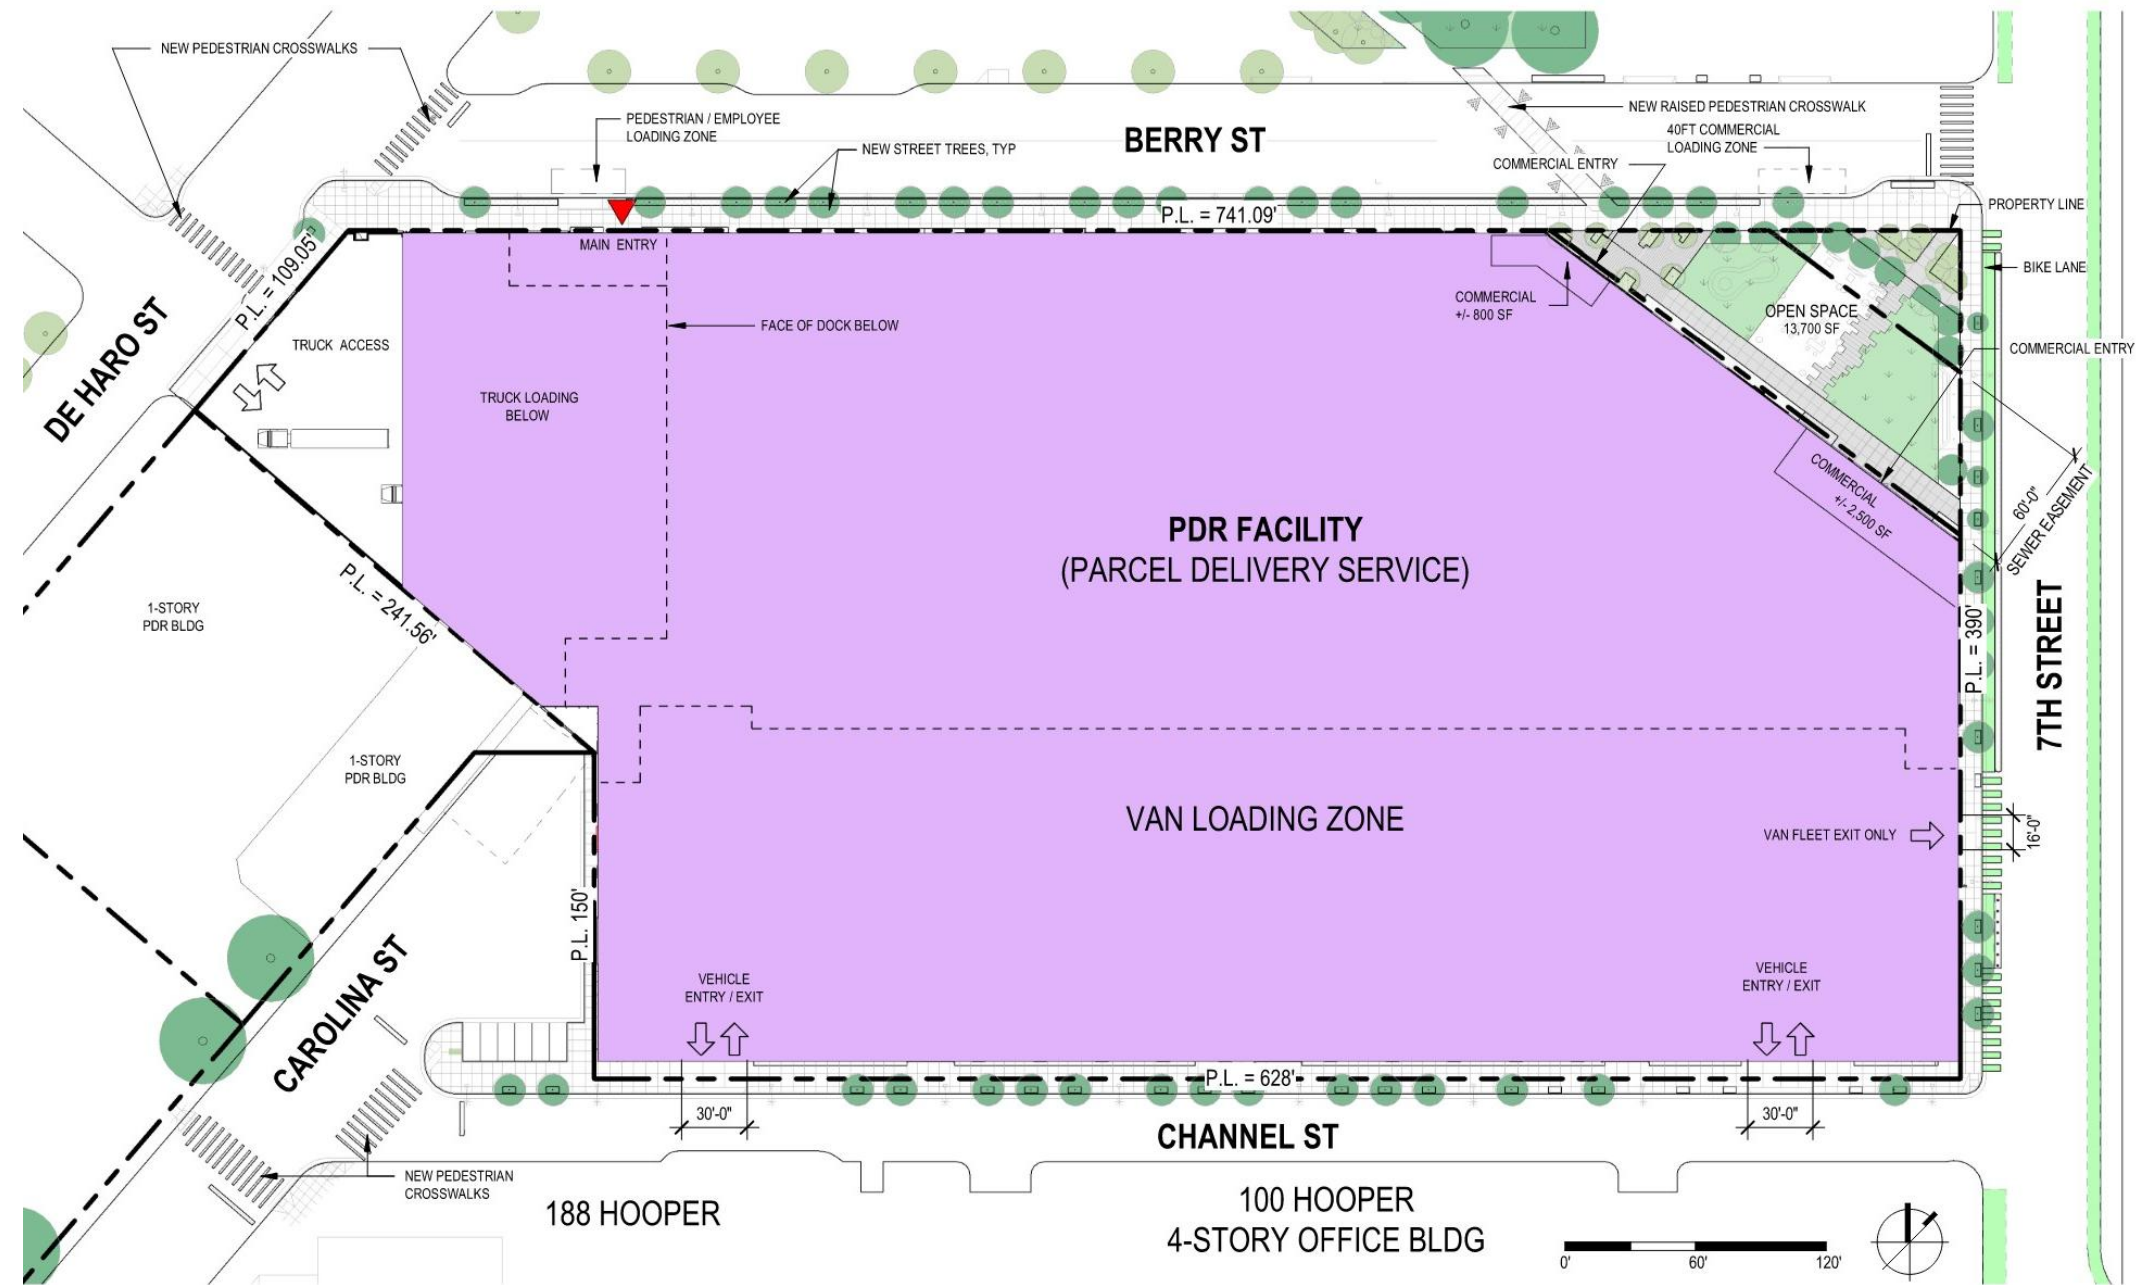 NEW PEDESTRIAN CROSSWALKS
PEDESTRIAN / EMPLOYEE
LOADING ZONE
NEW STREET TREES, TYP
BERRY ST
NEW RAISED PEDESTRIAN CROSSWALK
40FT COMMERCIAL
LOADING ZONE
COMMERCIAL ENTRY
PROPERTY LINE
P.L. = 741.09'
MAIN ENTRY
P.L. = 109.05'
DE HARO ST
TRUCK ACCESS
FACE OF DOCK BELOW
COMMERCIAL
+/- 800 SF
OPEN SPACE
13,700 SF
BIKE LANE
COMMERCIAL ENTRY
TRUCK LOADING
BELOW
COMMERCIAL
+/- 2,500 SF
60'-0"
SEWER EASEMENT
PDR FACILITY
(PARCEL DELIVERY SERVICE)
P.L. = 241.56'
1-STORY
PDR BLDG
P.L. = 390'
7TH STREET
1-STORY
PDR BLDG
VAN LOADING ZONE
VAN FLEET EXIT ONLY
16'-0"
P.L. = 150'
CAROLINA ST
VEHICLE
ENTRY / EXIT
VEHICLE
ENTRY / EXIT
P.L. = 628'
30'-0"
30'-0"
CHANNEL ST
NEW PEDESTRIAN
CROSSWALKS
188 HOOPER
100 HOOPER
4-STORY OFFICE BLDG
0' 60' 120'